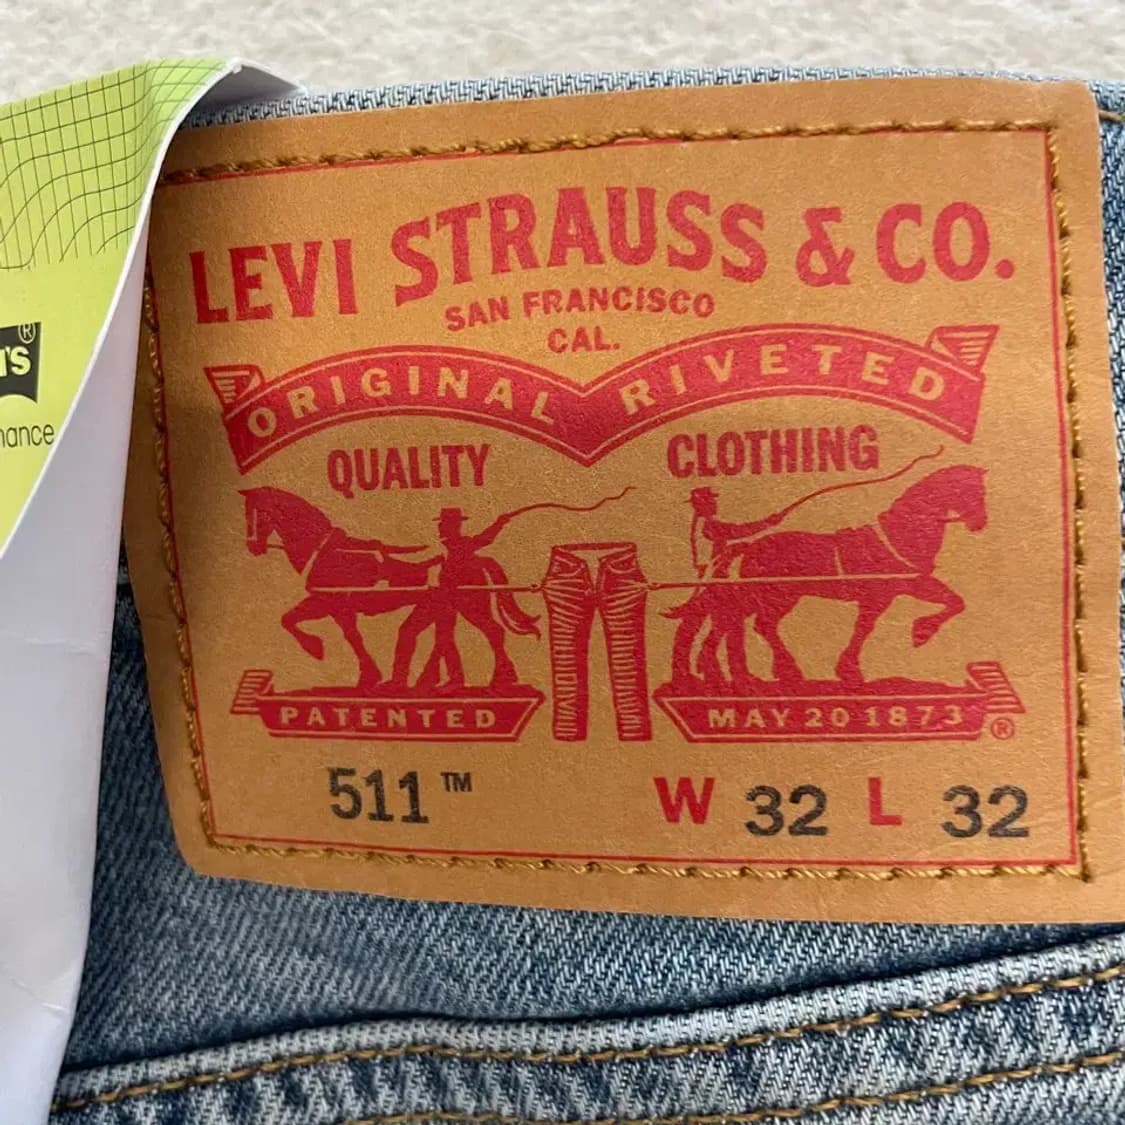 LEVI STRAUSS & CO.
SAN FRANCISCO
CAL.
ORIGINAL RIVETED
QUALITY CLOTHING
PATENTED MAY 20 1873 ®
511™ W 32 L 32
®